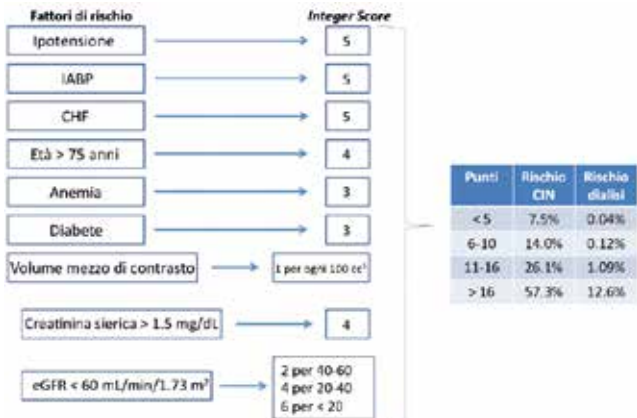 Fattori di rischio Integer Score
Ipotensione 5
IABP 5
CHF 5
Età > 75 anni 4
Anemia 3
Diabete 3
Volume mezzo di contrasto 1 per ogni 100 cc³
Creatinina sierica > 1.5 mg/dL 4
eGFR < 60 mL/min/1.73 m²
2 per 40-60
4 per 20-40
6 per < 20
Punti Rischio CIN Rischio dialisi
<5 7.5% 0.04%
6-10 14.0% 0.12%
11-16 26.1% 1.09%
>16 57.3% 12.6%